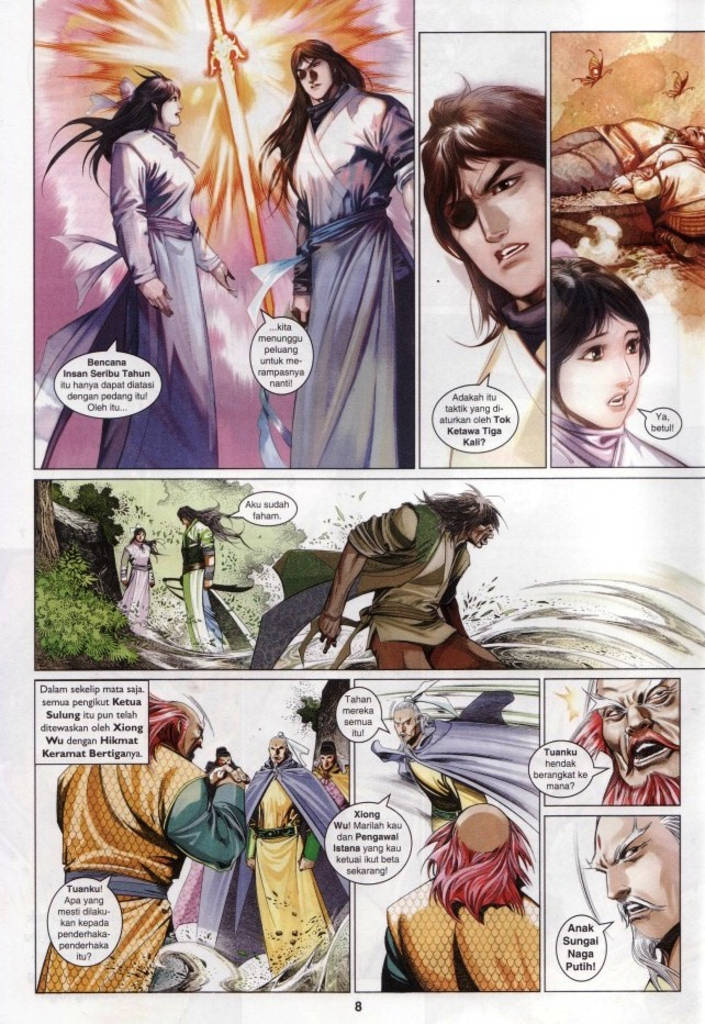 Bencana
Insan Seribu Tahun
itu hanya dapat diatasi
dengan pedang itu!
Oleh itu...
...kita
menunggu
peluang
untuk me-
rampasnya
nanti!
Adakah itu
taktik yang di-
aturkan oleh Tok
Ketawa Tiga
Kali?
Ya,
betul!
Aku sudah
faham.
Dalam sekelip mata saja.
semua pengikut Ketua
Sulung itu pun telah
ditewaskan oleh Xiong
Wu dengan Hikmat
Keramat Bertiganya.
Tuanku!
Apa yang
mesti dilaku-
kan kepada
penderhaka-
penderhaka
itu?
Tahan
mereka
semua
itu!
Xiong
Wu! Marilah kau
dan Pengawal
Istana yang kau
ketuai ikut beta
sekarang!
Tuanku
hendak
berangkat ke
mana?
Anak
Sungai
Naga
Putih!
8